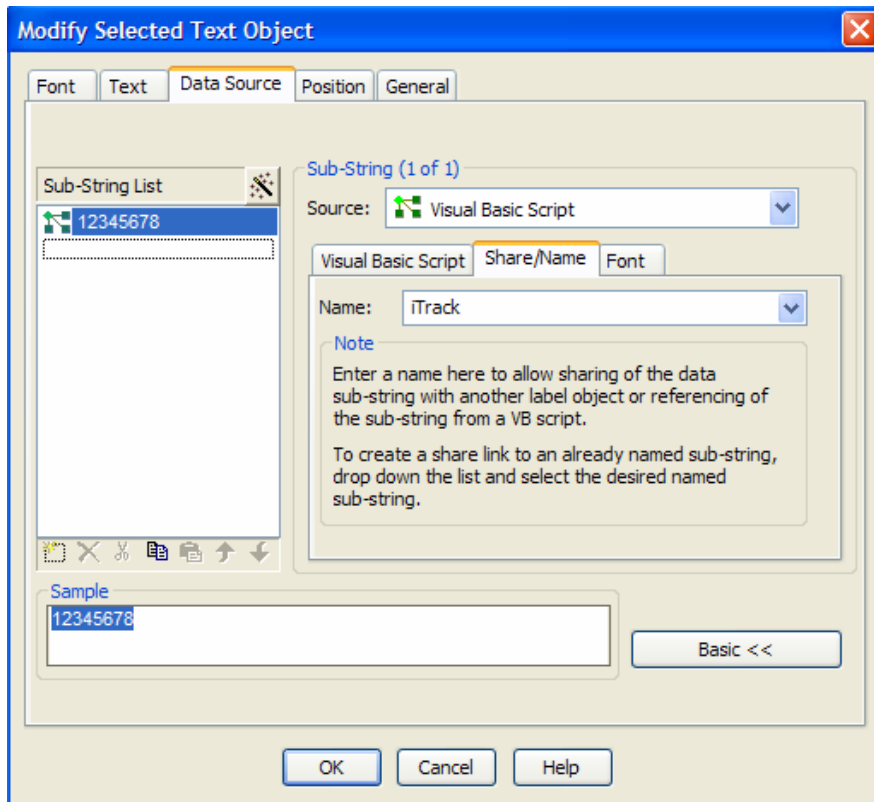 Modify Selected Text Object
Font Text Data Source Position General
Sub-String List
12345678
Sub-String (1 of 1)
Source: Visual Basic Script
Visual Basic Script Share/Name Font
Name: iTrack
Note
Enter a name here to allow sharing of the data
sub-string with another label object or referencing of
the sub-string from a VB script.
To create a share link to an already named sub-string,
drop down the list and select the desired named
sub-string.
Sample
12345678
Basic <<
OK Cancel Help